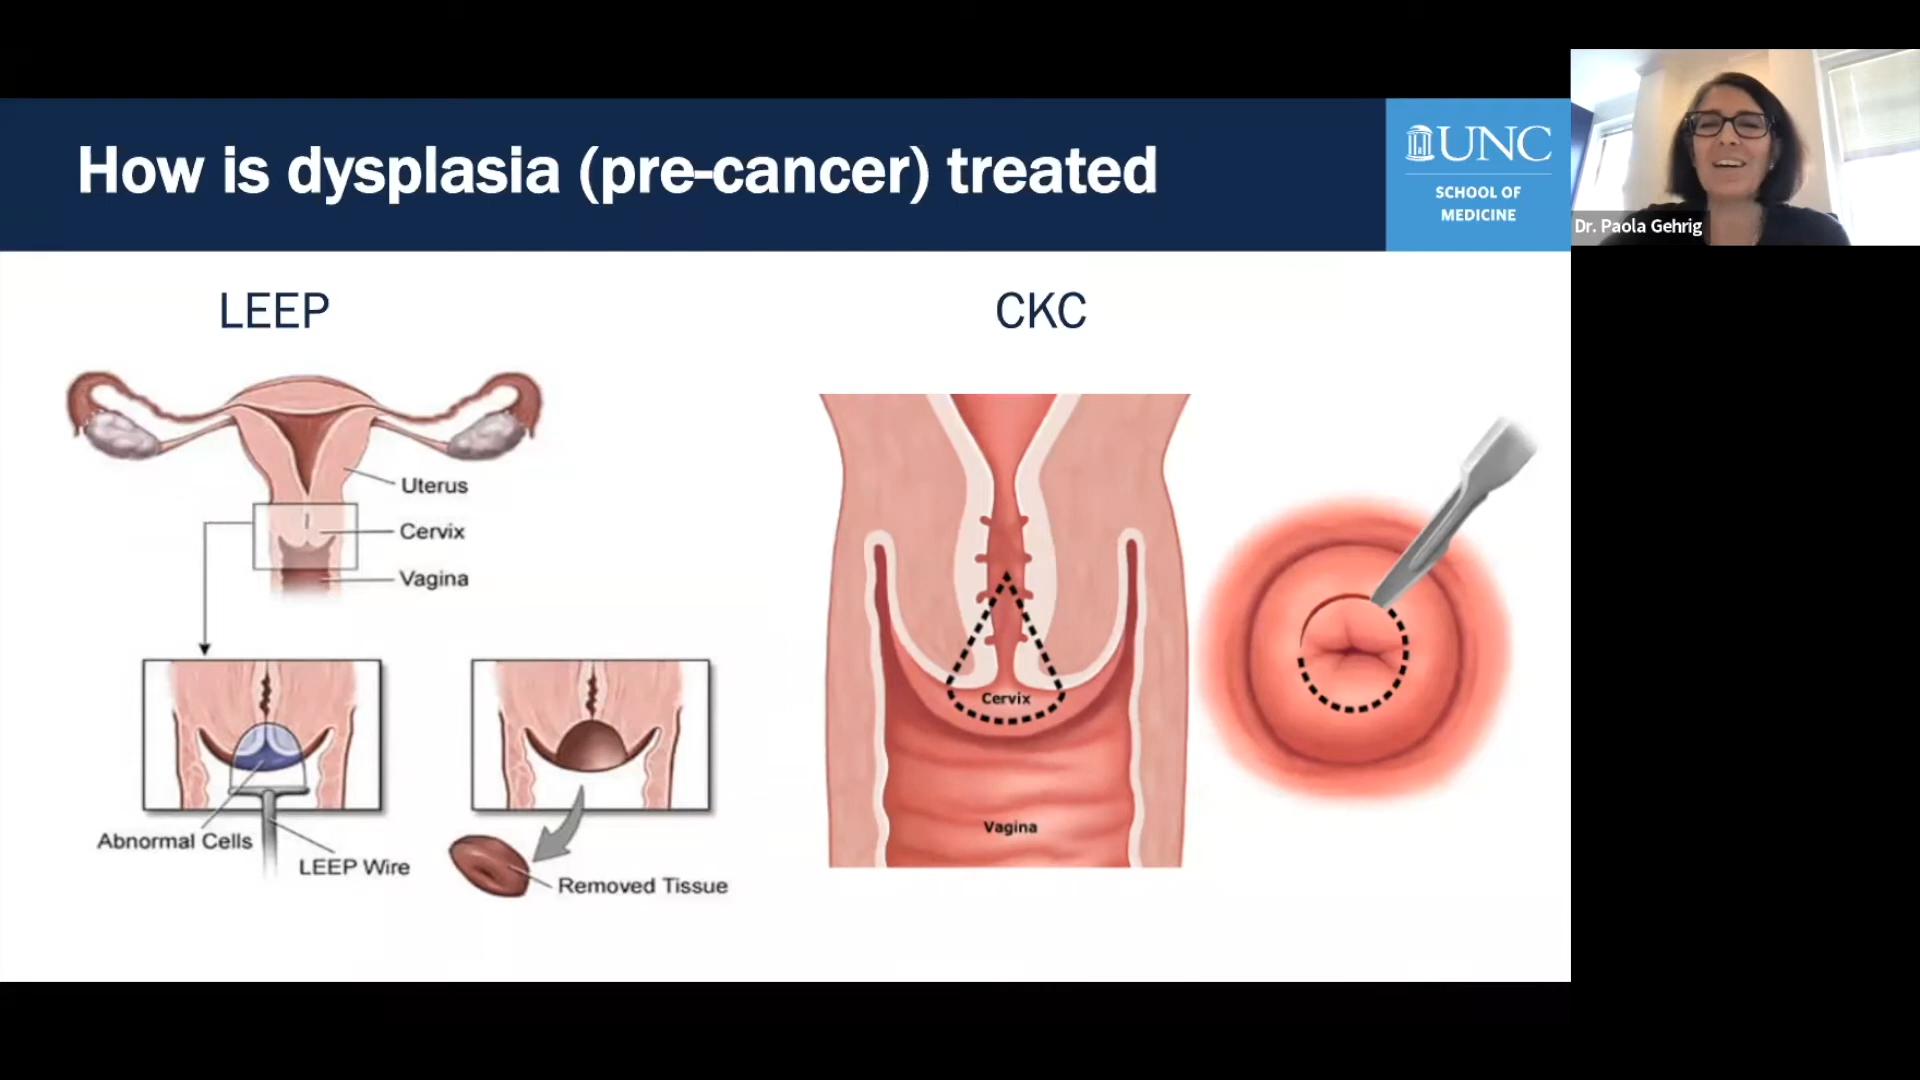 How is dysplasia (pre-cancer) treated
UNC
SCHOOL OF
MEDICINE
Dr. Paola Gehrig
LEEP
Uterus
Cervix
Vagina
Abnormal Cells
LEEP Wire
Removed Tissue
CKC
Cervix
Vagina